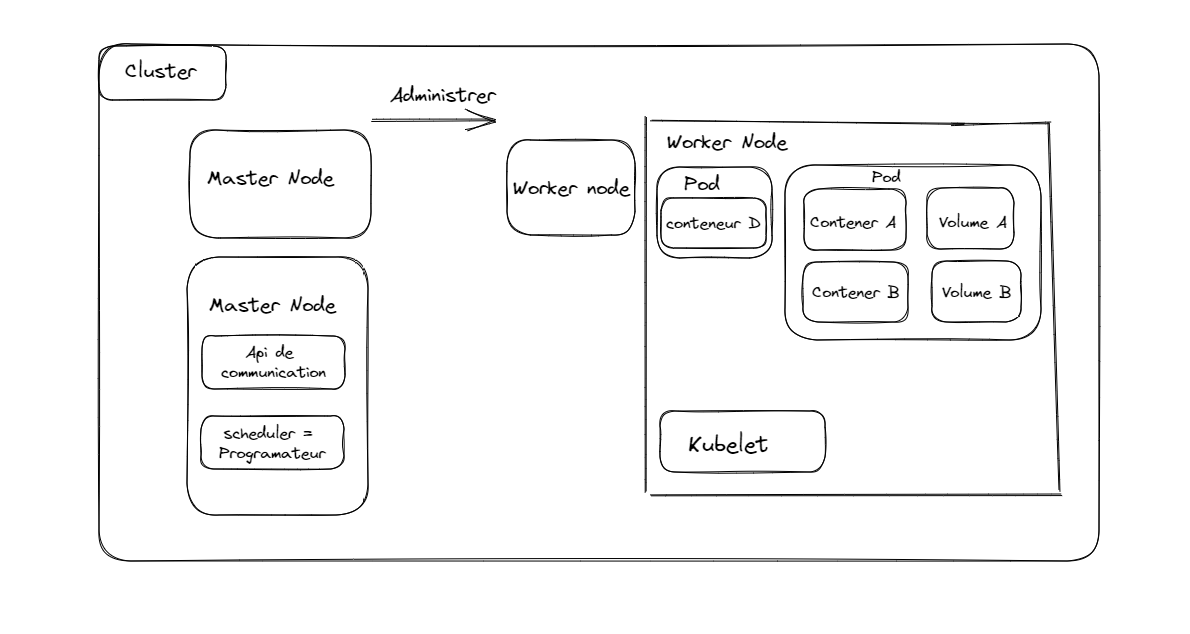 Cluster
Administrer
Master Node
Worker node
Worker Node
Pod
conteneur D
Pod
Contener A
Volume A
Contener B
Volume B
Master Node
Api de
communication
scheduler =
Programateur
Kubelet